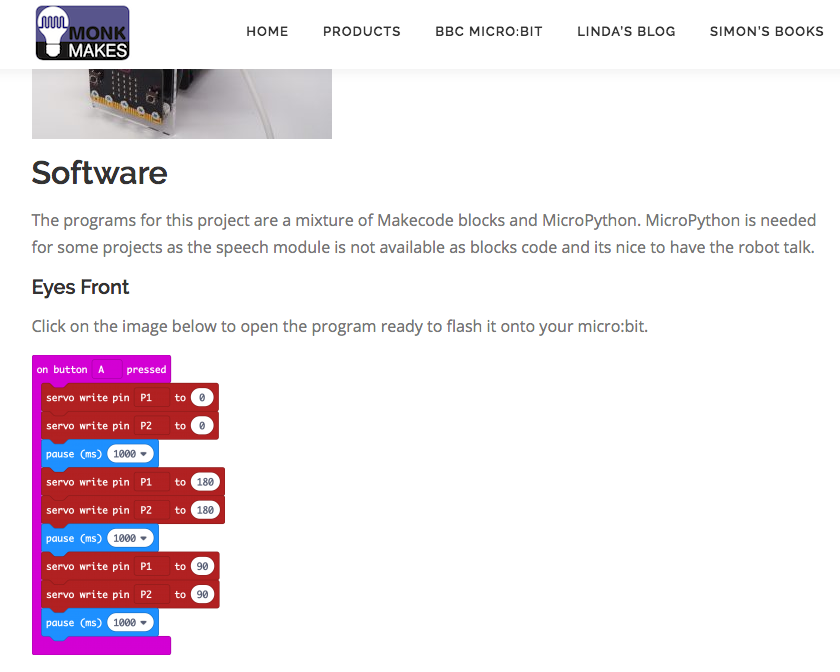 MONK
MAKES
HOME PRODUCTS BBC MICRO:BIT LINDA'S BLOG SIMON'S BOOKS
Software
The programs for this project are a mixture of Makecode blocks and MicroPython. MicroPython is needed
for some projects as the speech module is not available as blocks code and its nice to have the robot talk.
Eyes Front
Click on the image below to open the program ready to flash it onto your micro:bit.
on button A pressed
servo write pin P1 to 0
servo write pin P2 to 0
pause (ms) 1000
servo write pin P1 to 180
servo write pin P2 to 180
pause (ms) 1000
servo write pin P1 to 90
servo write pin P2 to 90
pause (ms) 1000